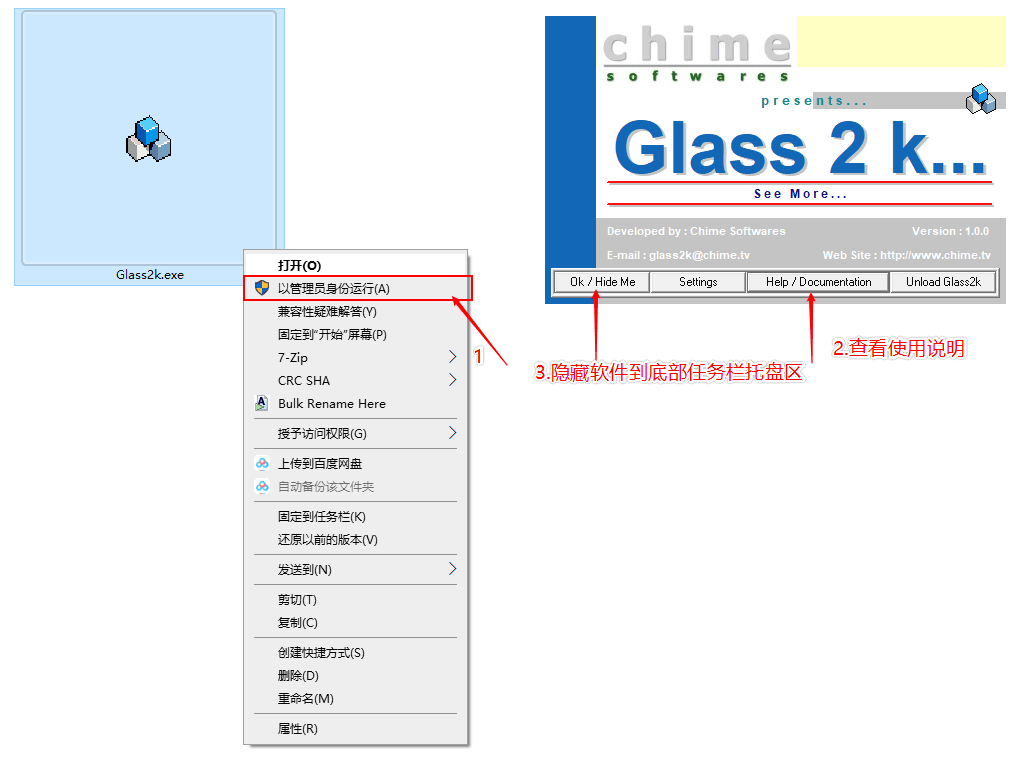 Glass2k.exe
打开(O)
以管理员身份运行(A)
兼容性疑难解答(Y)
固定到"开始"屏幕(P)
7-Zip
CRC SHA
Bulk Rename Here
授予访问权限(G)
上传到百度网盘
自动备份该文件夹
固定到任务栏(K)
还原以前的版本(V)
发送到(N)
剪切(T)
复制(C)
创建快捷方式(S)
删除(D)
重命名(M)
属性(R)
1
chime
softwares
presents...
Glass 2 k...
See More...
Developed by : Chime Softwares
Version : 1.0.0
E-mail : glass2k@chime.tv
Web Site : http://www.chime.tv
Ok / Hide Me
Settings
Help / Documentation
Unload Glass2k
2.查看使用说明
3.隐藏软件到底部任务栏托盘区